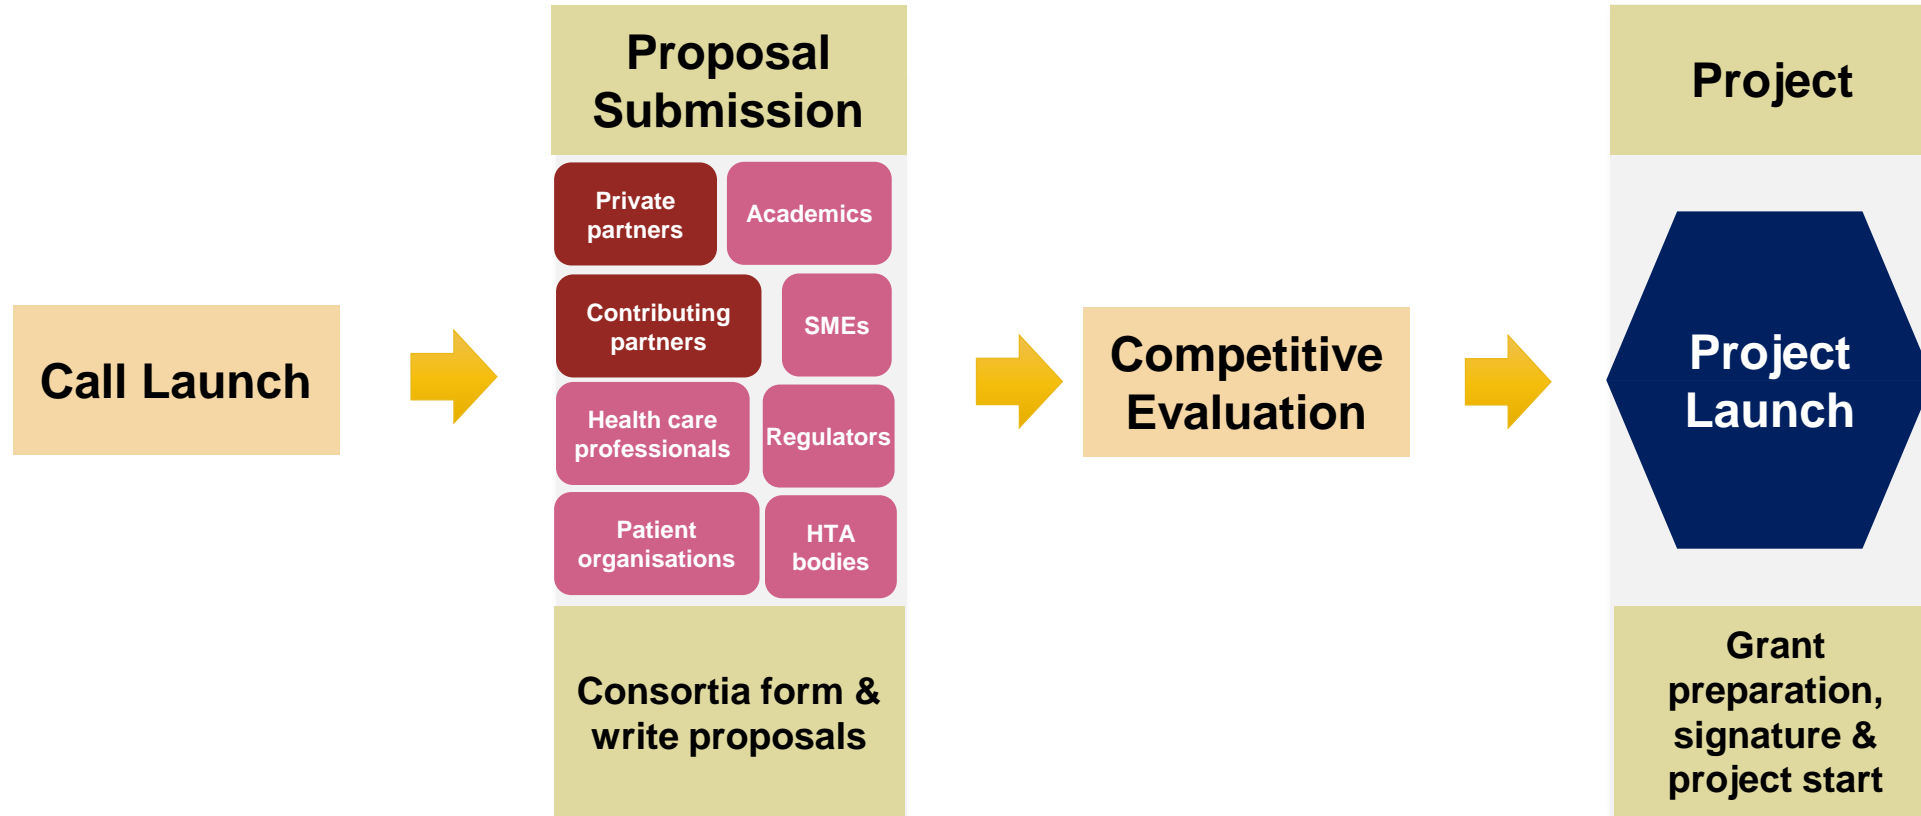 Call Launch
Proposal
Submission
Private
partners
Academics
Contributing
partners
SMEs
Health care
professionals
Regulators
Patient
organisations
HTA
bodies
Consortia form &
write proposals
Competitive
Evaluation
Project
Project
Launch
Grant
preparation,
signature &
project start